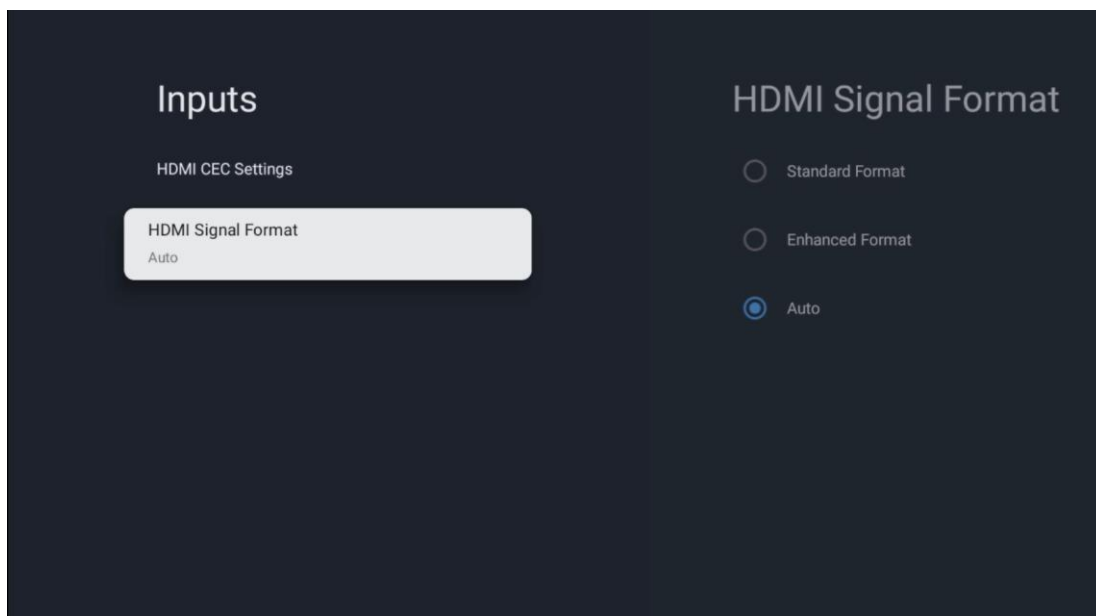 Inputs
HDMI CEC Settings
HDMI Signal Format
Auto
HDMI Signal Format
Standard Format
Enhanced Format
Auto